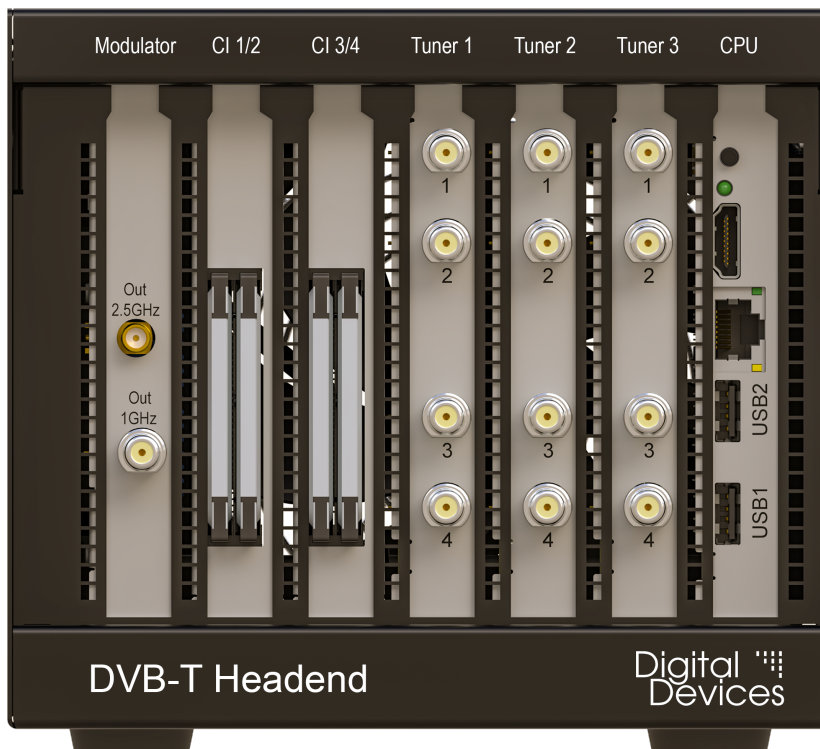 Modulator CI 1/2 CI 3/4 Tuner 1 Tuner 2 Tuner 3 CPU
1 1 1
2 2 2
Out
2.5GHz
USB2
Out
1GHz
3 3 3
USB1
4 4 4
DVB-T Headend
Digital
Devices